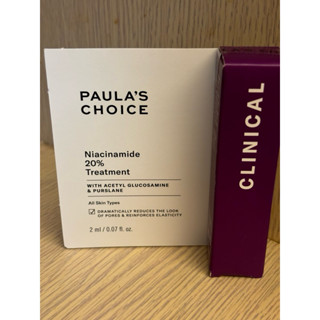 PAULA'S
CHOICE
Niacinamide
20%
Treatment
WITH ACETYL GLUCOSAMINE
& PURSLANE
All Skin Types
DRAMATICALLY REDUCES THE LOOK
OF PORES & REINFORCES ELASTICITY
2 ml / 0.07 fl. oz.
CLINICAL